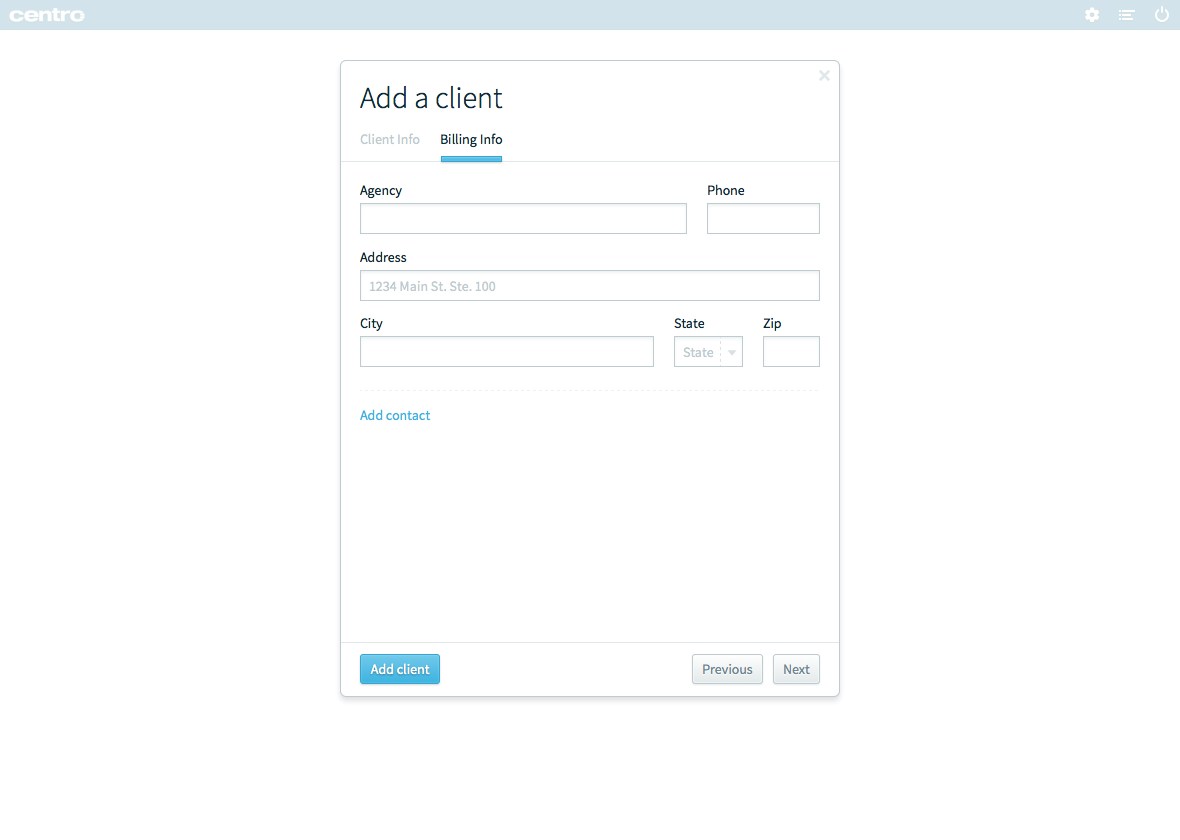 centro
Add a client
Client Info Billing Info
Agency Phone
Address
1234 Main St. Ste. 100
City State Zip
State
Add contact
Add client Previous Next